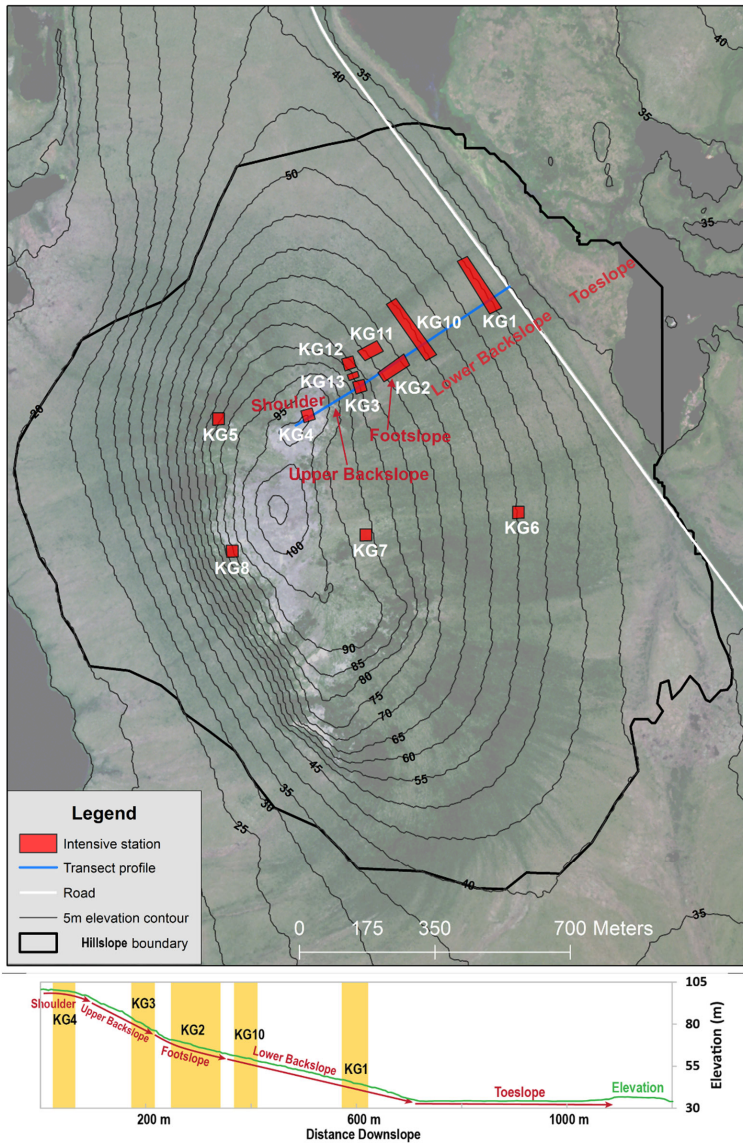 40
35
40
35
50
35
Toeslope
KG1
KG10
Lower Backslope
KG11
KG12
KG13
KG2
KG3
Shoulder
95
20
KG5
KG4
Footslope
Upper Backslope
KG6
KG7
100
KG8
90
85
80
75
70
65
60
55
45
35
30
25
40
35
Legend
Intensive station
Transect profile
Road
5m elevation contour
Hillslope boundary
0 175 350 700 Meters
105
80
55
30
Elevation (m)
Shoulder
KG4
Upper Backslope
KG3
KG2
Footslope
KG10
Lower Backslope
KG1
Toeslope
Elevation
200 m 600 m 1000 m
Distance Downslope